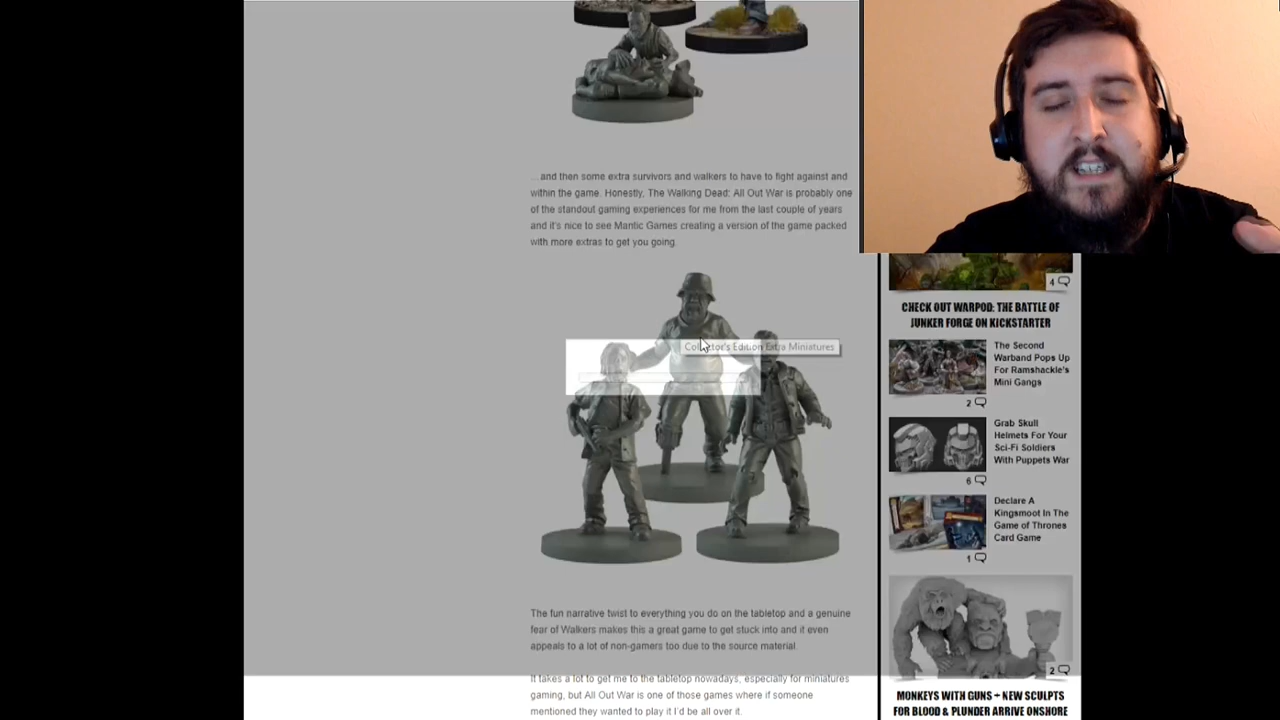 ...and then some extra survivors and walkers to have to fight against and
within the game. Honestly, The Walking Dead: All Out War is probably one
of the standout gaming experiences for me from the last couple of years
and it's nice to see Mantic Games creating a version of the game packed
with more extras to get you going.
Collector's Edition Extra Miniatures
The fun narrative twist to everything you do on the tabletop and a genuine
fear of Walkers makes this a great game to get stuck into and it even
appeals to a lot of non-gamers too due to the source material.
It takes a lot to get me to the tabletop nowadays, especially for miniatures
gaming, but All Out War is one of those games where if someone
mentioned they wanted to play it I'd be all over it.
4
CHECK OUT WARPOD: THE BATTLE OF
JUNKER FORGE ON KICKSTARTER
The Second
Warband Pops Up
For Ramshackle's
Mini Gangs
2
Grab Skull
Helmets For Your
Sci-Fi Soldiers
With Puppets War
6
Declare A
Kingsmoot In The
Game of Thrones
Card Game
1
2
MONKEYS WITH GUNS + NEW SCULPTS
FOR BLOOD & PLUNDER ARRIVE ONSHORE